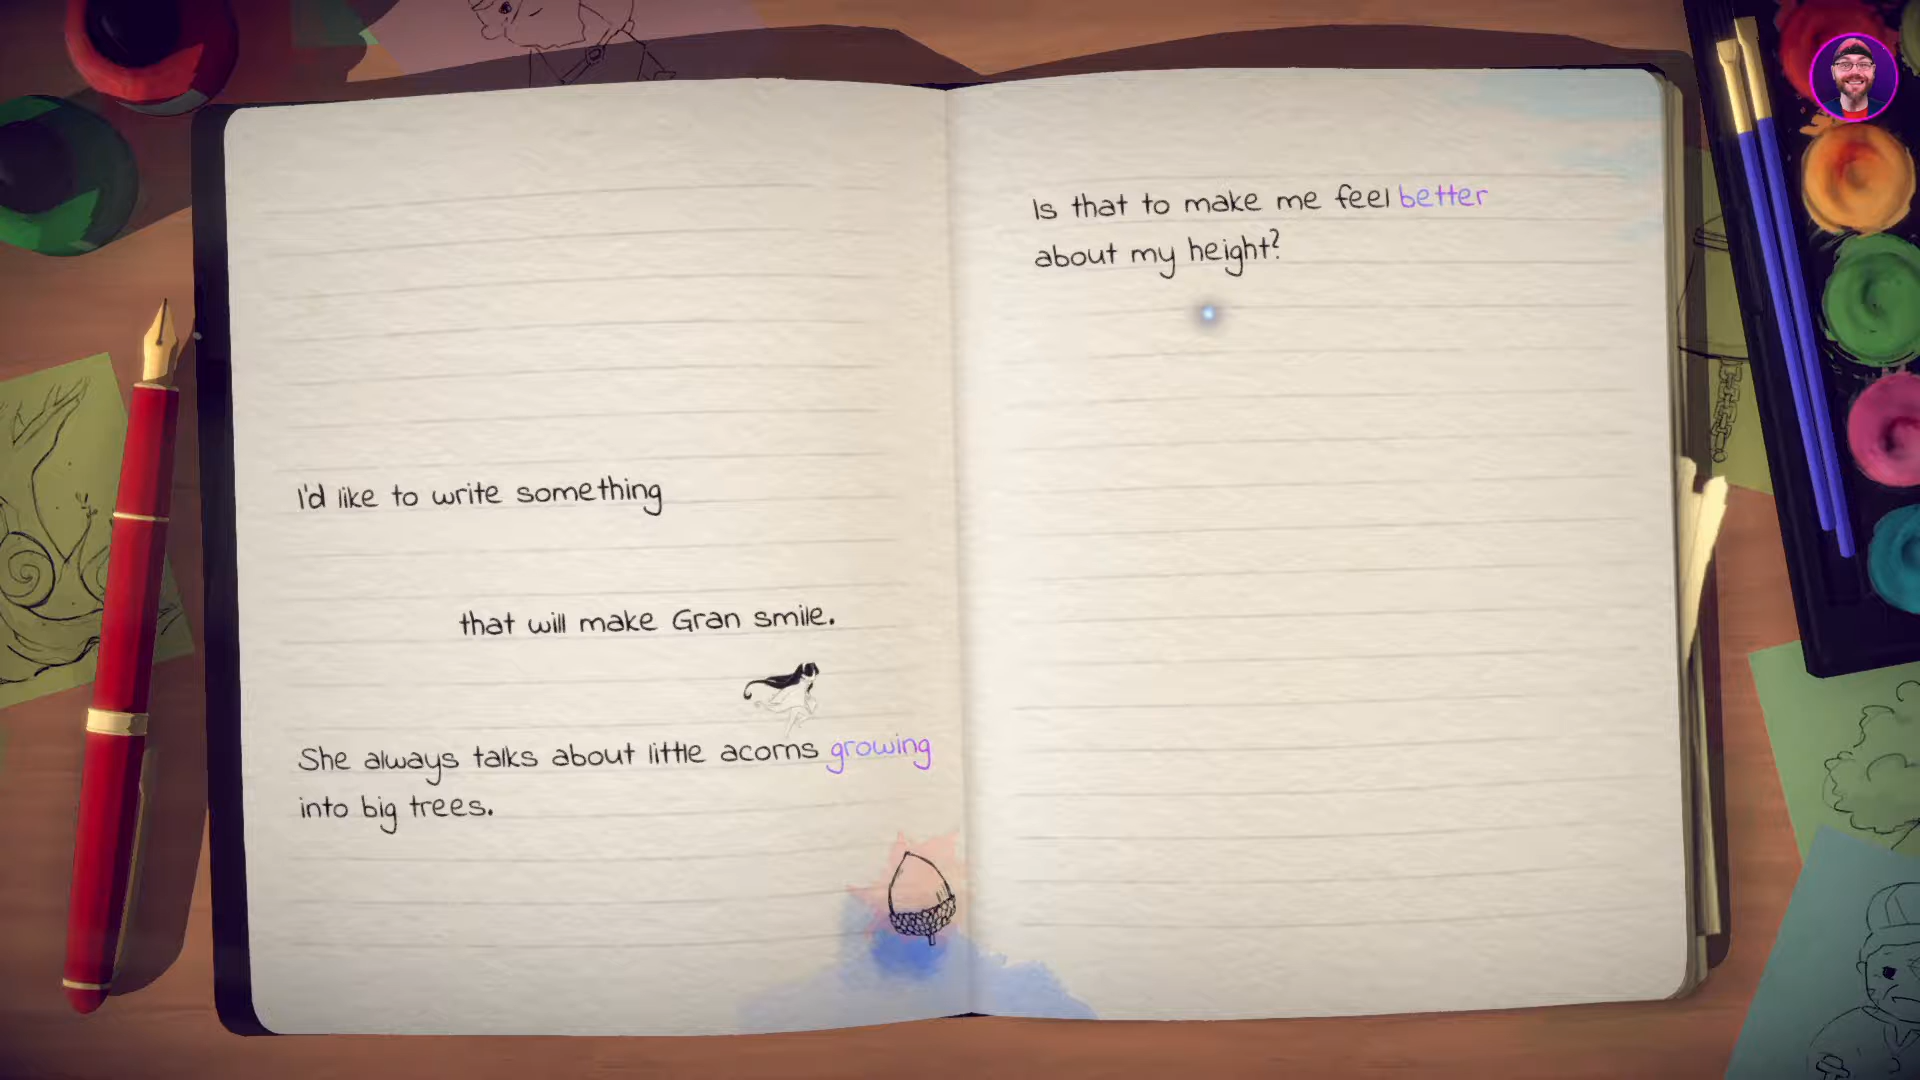 I'd like to write something
that will make Gran smile.
She always talks about little acorns growing
into big trees.
Is that to make me feel better
about my height?